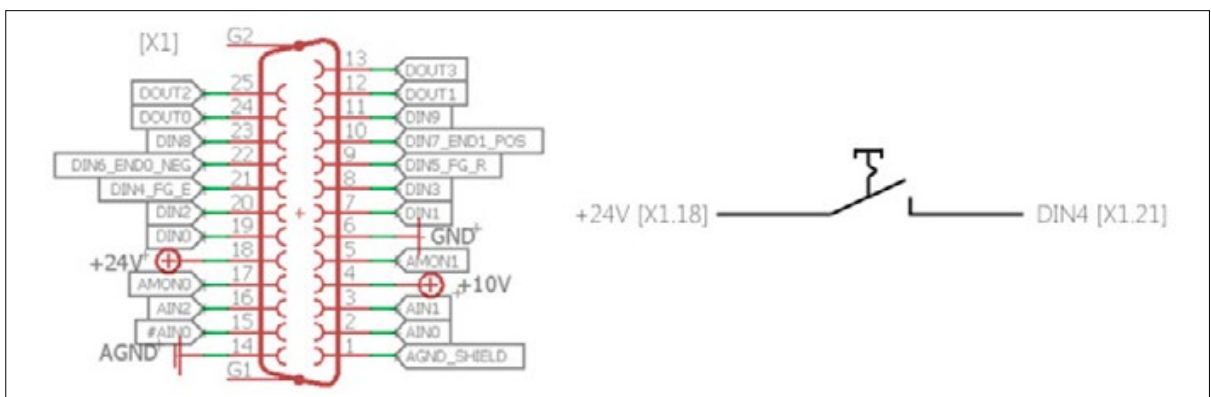 [X1]
G2
13 DOUT3
DOUT2 25
12 DOUT1
DOUT0 24
11 DIN9
DIN8 23
10 DIN7_END1_POS
DIN6_END0_NEG 22
9 DIN5_FG_R
DIN4_FG_E 21
8 DIN3
DIN2 20
7 DIN1
DIN0 19
6 GND
+24V 18
5 AMON1
AMON0 17
4 +10V
AIN2 16
3 AIN1
#AIN0 15
2 AIN0
AGND 14
1 AGND_SHIELD
G1
+24V [X1.18]
DIN4 [X1.21]